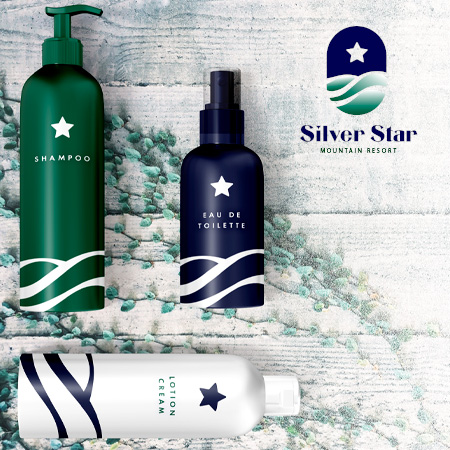 Silver Star
MOUNTAIN RESORT
SHAMPOO
EAU DE
TOILETTE
LOTION
CREAM